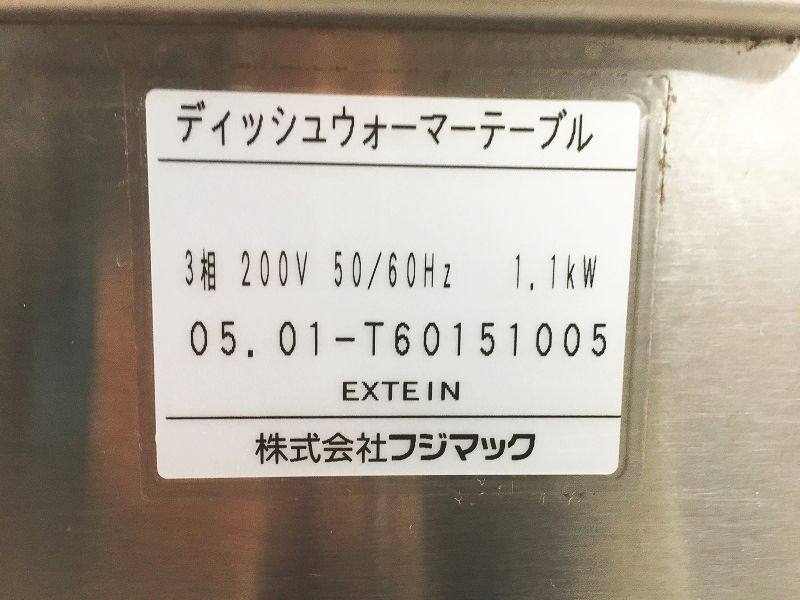 ディッシュウォーマーテーブル
3相 200V 50/60Hz 1.1kW
05.01-T60151005
EXTEIN
株式会社フジマック